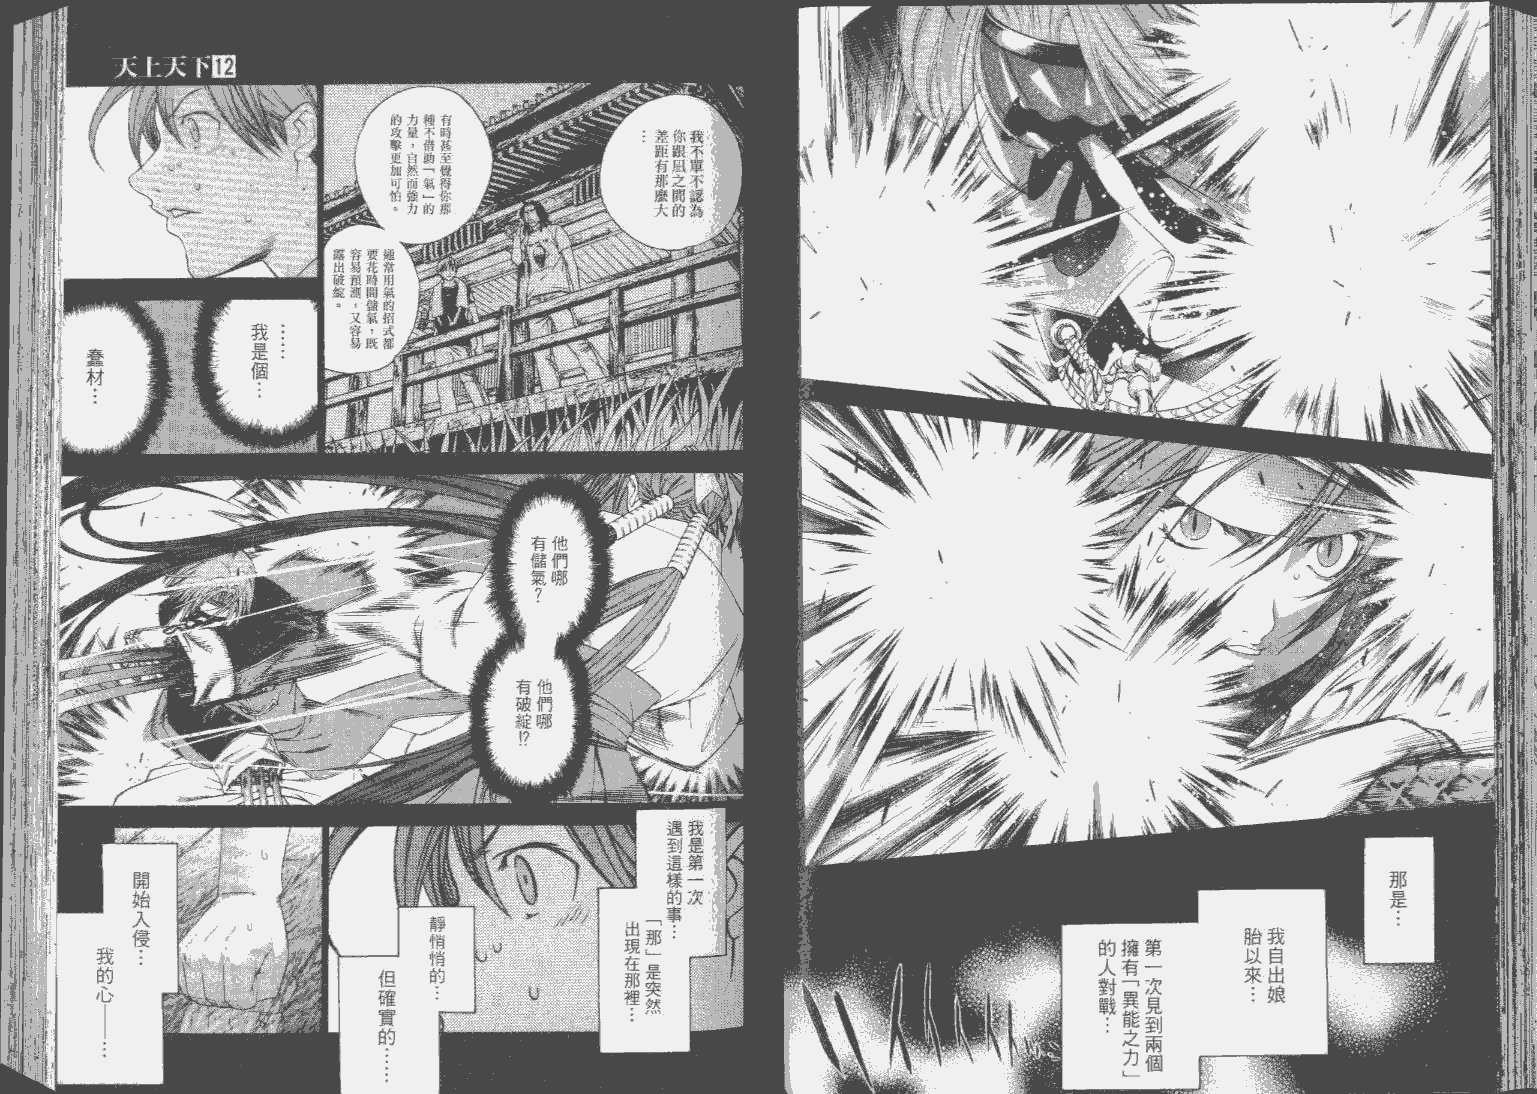 那是…
我自出娘
胎以來…
第一次見到兩個
擁有「異能之力」
的人對戰…
天上天下12
我不單不認為
你跟凪之間的
差距有那麼大
…
有時甚至覺得你那
種不借助「氣」的
力量，自然而強力
的攻擊更加可怕。
通常用氣的招式都
要花時間儲氣，既
容易預測，又容易
露出破綻。
……
我是個…
蠢材…
他們哪
有儲氣？
他們哪
有破綻!?
我是第一次
遇到這樣的事…
「那」是突然
出現在那裡…
靜悄悄的…
但確實的……
開始入侵…
我的心——…